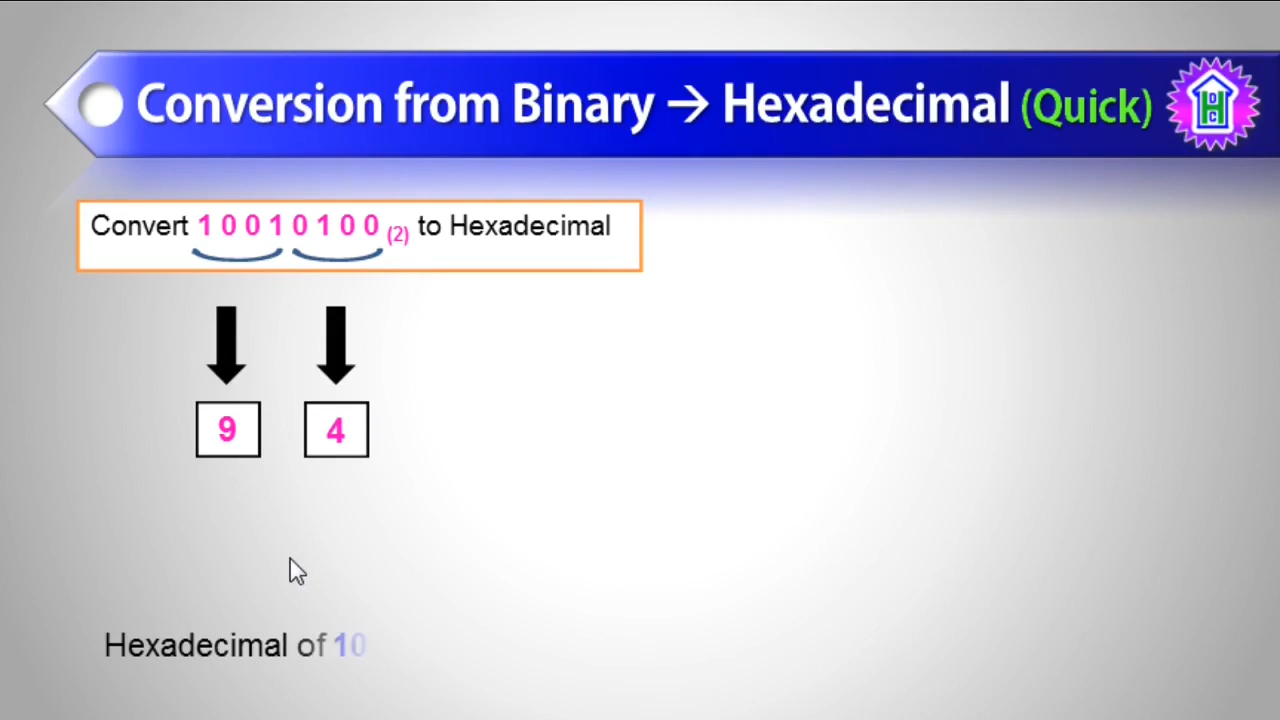 Conversion from Binary → Hexadecimal (Quick)
Convert 1 0 0 1 0 1 0 0 (2) to Hexadecimal
9 4
Hexadecimal of 10